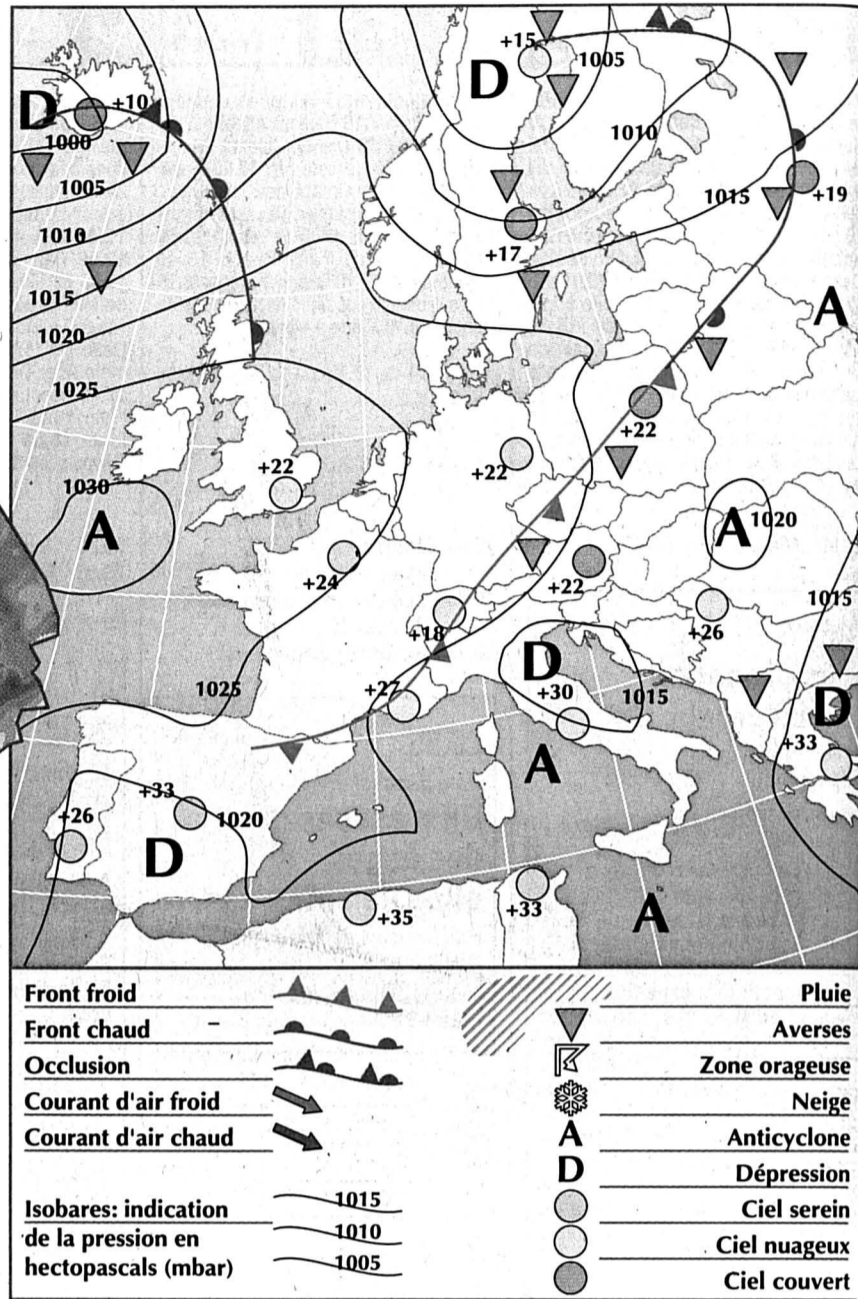 +15
1005
D
D
+10
1000
1010
1005
1015
+19
1010
+17
1015
A
1020
1025
+22
+22
+22
1030
A
A
1020
+24
+22
1015
+18
+26
D
1025
+27
+30
1015
D
A
+33
+33
1020
+26
D
+35
+33
A
Front froid
Front chaud
Occlusion
Courant d'air froid
Courant d'air chaud
Isobares: indication
de la pression en
hectopascals (mbar)
1015
1010
1005
Pluie
Averses
Zone orageuse
Neige
A Anticyclone
D Dépression
Ciel serein
Ciel nuageux
Ciel couvert